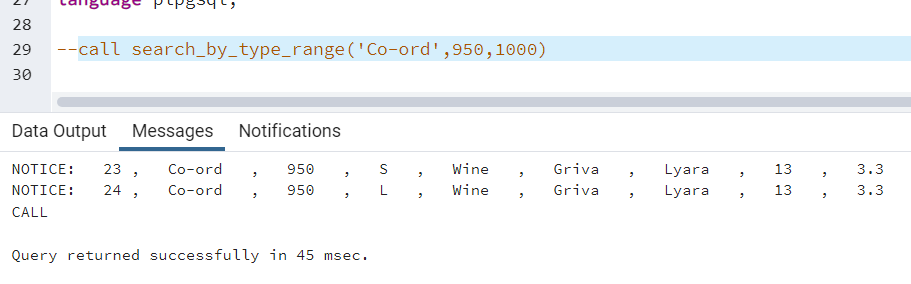 27 language plpgsql;
28
29 --call search_by_type_range('Co-ord',950,1000)
30
Data Output Messages Notifications
NOTICE: 23 , Co-ord , 950 , S , Wine , Griva , Lyara , 13 , 3.3
NOTICE: 24 , Co-ord , 950 , L , Wine , Griva , Lyara , 13 , 3.3
CALL
Query returned successfully in 45 msec.